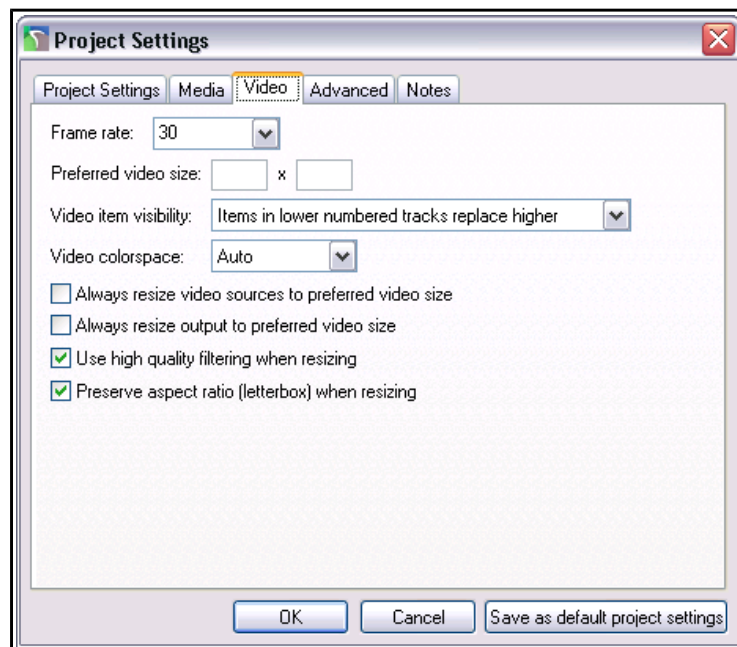 Project Settings
Project Settings Media Video Advanced Notes
Frame rate: 30
Preferred video size: x
Video item visibility: Items in lower numbered tracks replace higher
Video colorspace: Auto
Always resize video sources to preferred video size
Always resize output to preferred video size
Use high quality filtering when resizing
Preserve aspect ratio (letterbox) when resizing
OK Cancel Save as default project settings